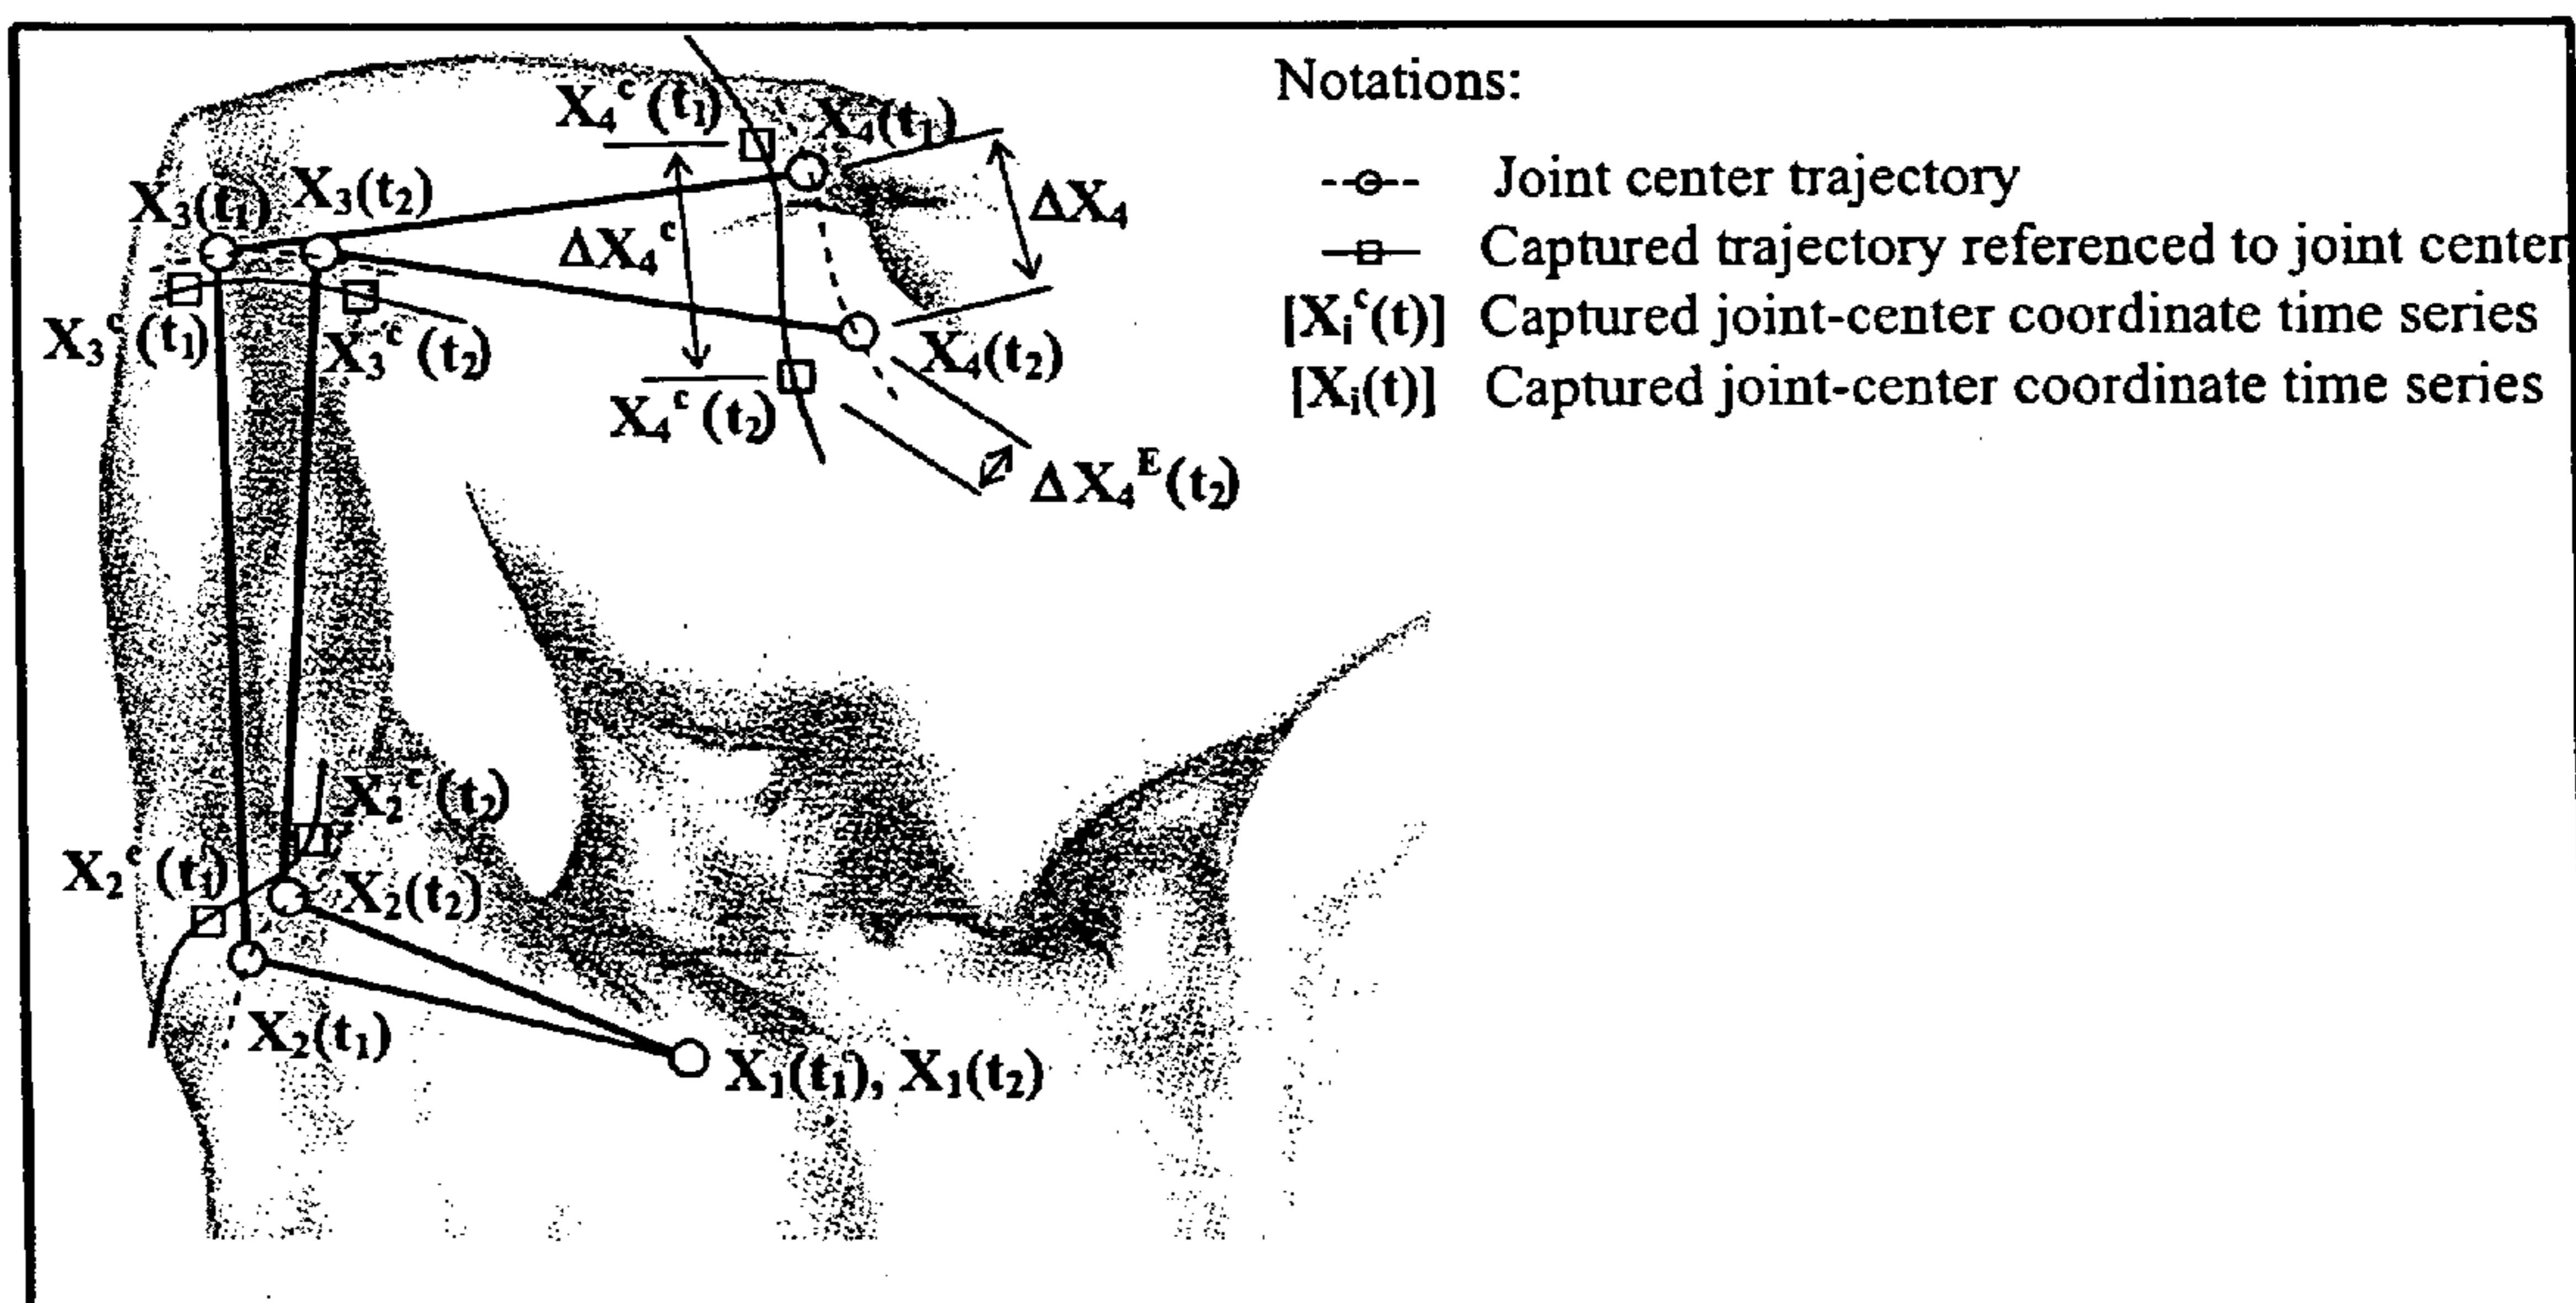 Notations:
--o-- Joint center trajectory
—□— Captured trajectory referenced to joint center
[Xᵢᶜ(t)] Captured joint-center coordinate time series
[Xᵢ(t)] Captured joint-center coordinate time series
X₄ᶜ(t₁)
X₄(t₁)
X₃(t₁) X₃(t₂)
ΔX₄ᶜ
ΔX₄
X₃ᶜ(t₁)
X₃ᶜ(t₂)
X₄(t₂)
X₄ᶜ(t₂)
ΔX₄ᴱ(t₂)
X₂ᶜ(t₂)
X₂ᶜ(t₁)
X₂(t₂)
X₂(t₁)
X₁(t₁), X₁(t₂)